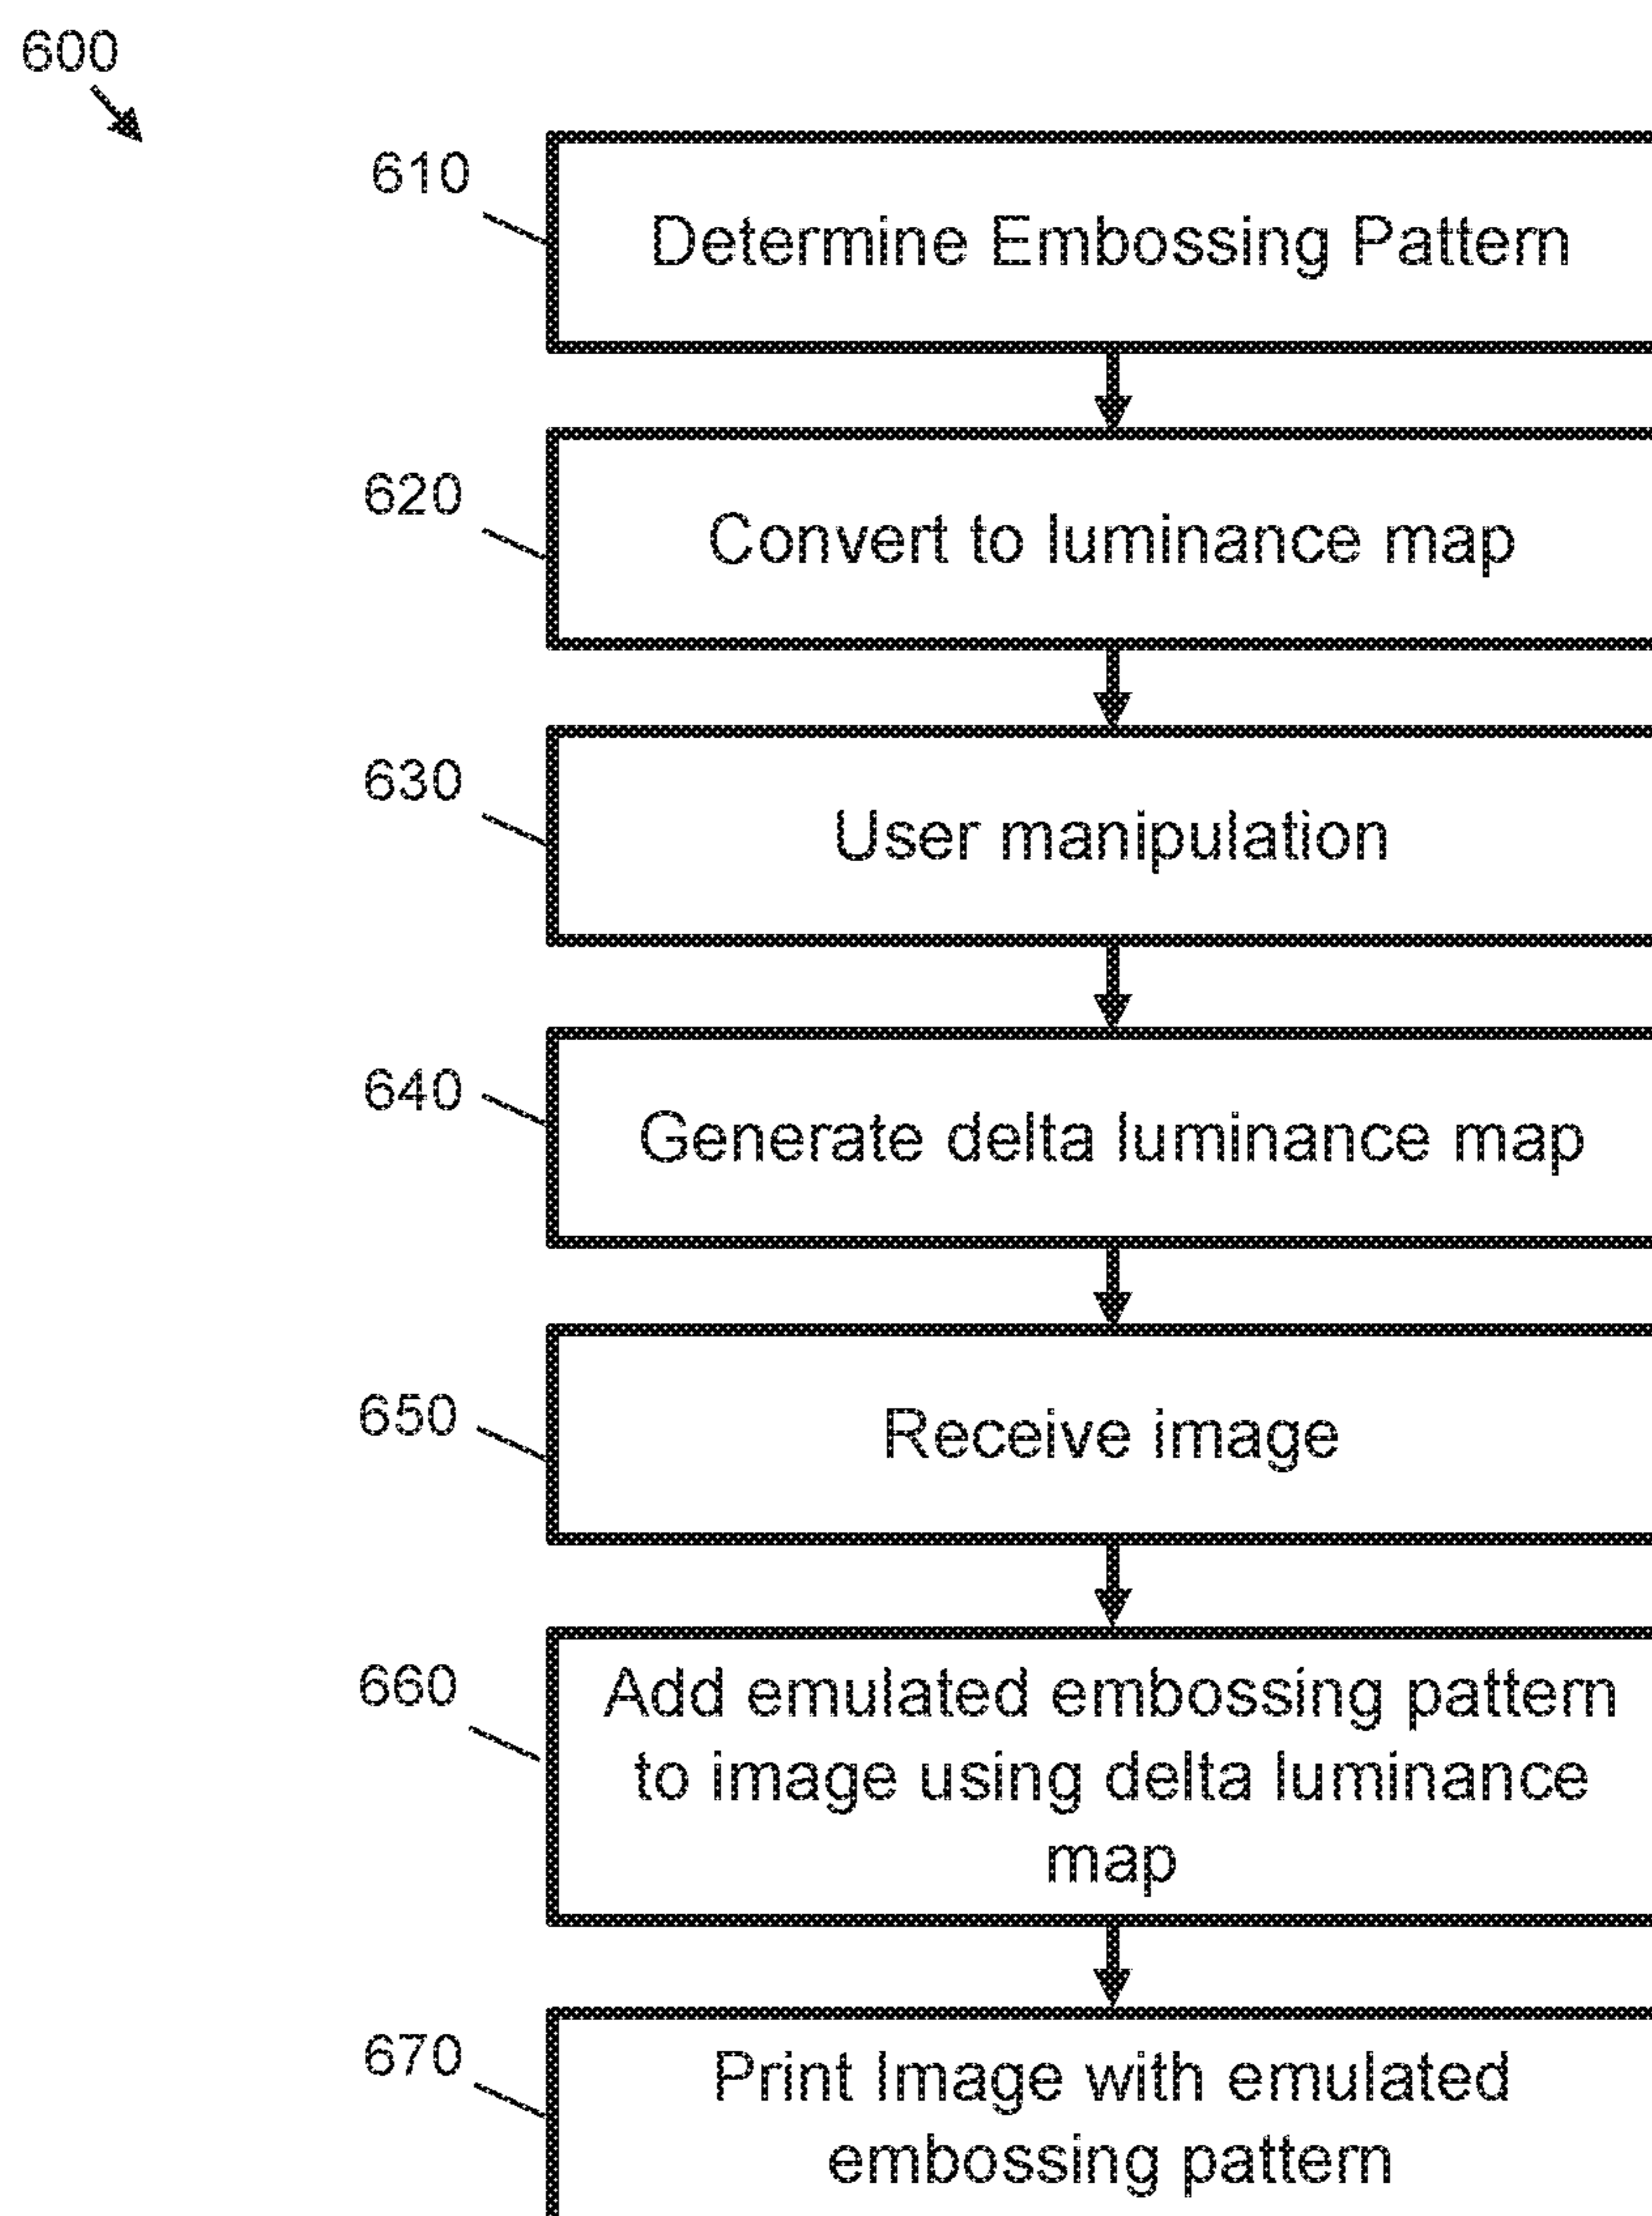 600
610
Determine Embossing Pattern
620
Convert to luminance map
630
User manipulation
640
Generate delta luminance map
650
Receive image
660
Add emulated embossing pattern
to image using delta luminance
map
670
Print Image with emulated
embossing pattern